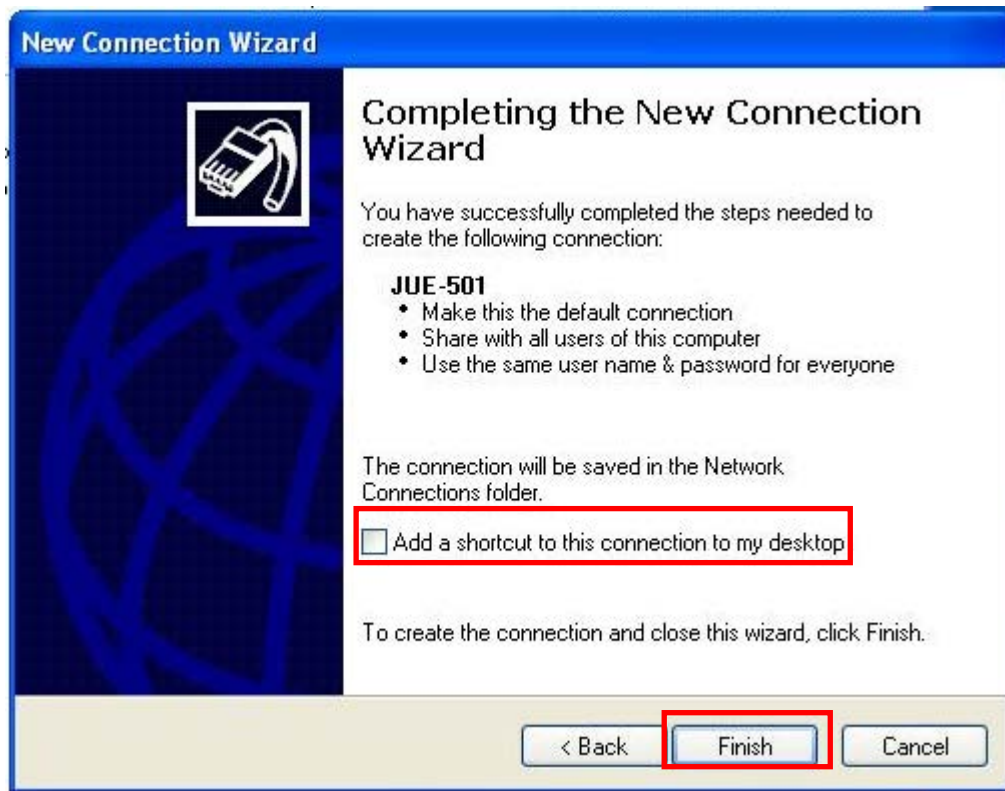 New Connection Wizard
Completing the New Connection
Wizard
You have successfully completed the steps needed to
create the following connection:
JUE-501
• Make this the default connection
• Share with all users of this computer
• Use the same user name & password for everyone
The connection will be saved in the Network
Connections folder.
Add a shortcut to this connection to my desktop
To create the connection and close this wizard, click Finish.
< Back Finish Cancel